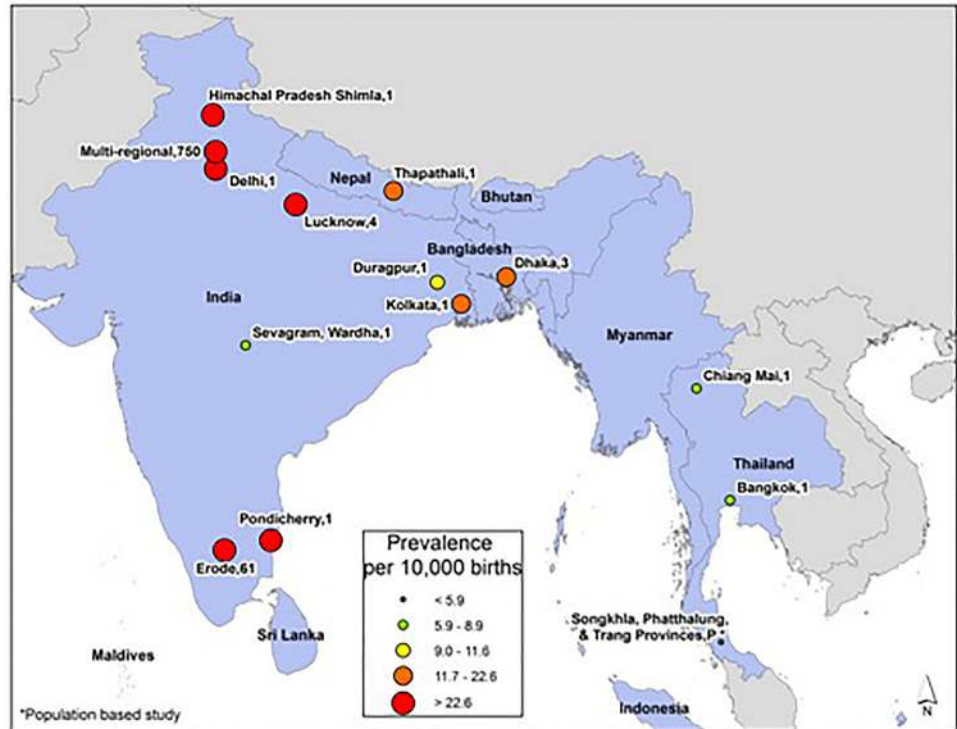 Himachal Pradesh Shimla,1
Multi-regional,750
Delhi,1
Nepal
Thapathali,1
Bhutan
Lucknow,4
Bangladesh
Duragpur,1
Dhaka,3
India
Kolkata,1
Sevagram, Wardha,1
Myanmar
Chiang Mai,1
Thailand
Bangkok,1
Pondicherry,1
Erode,61
Sri Lanka
Maldives
Prevalence
per 10,000 births
< 5.9
5.9 - 8.9
9.0 - 11.6
11.7 - 22.6
> 22.6
Songkhla, Phatthalung,
& Trang Provinces,P *
Indonesia
*Population based study
N